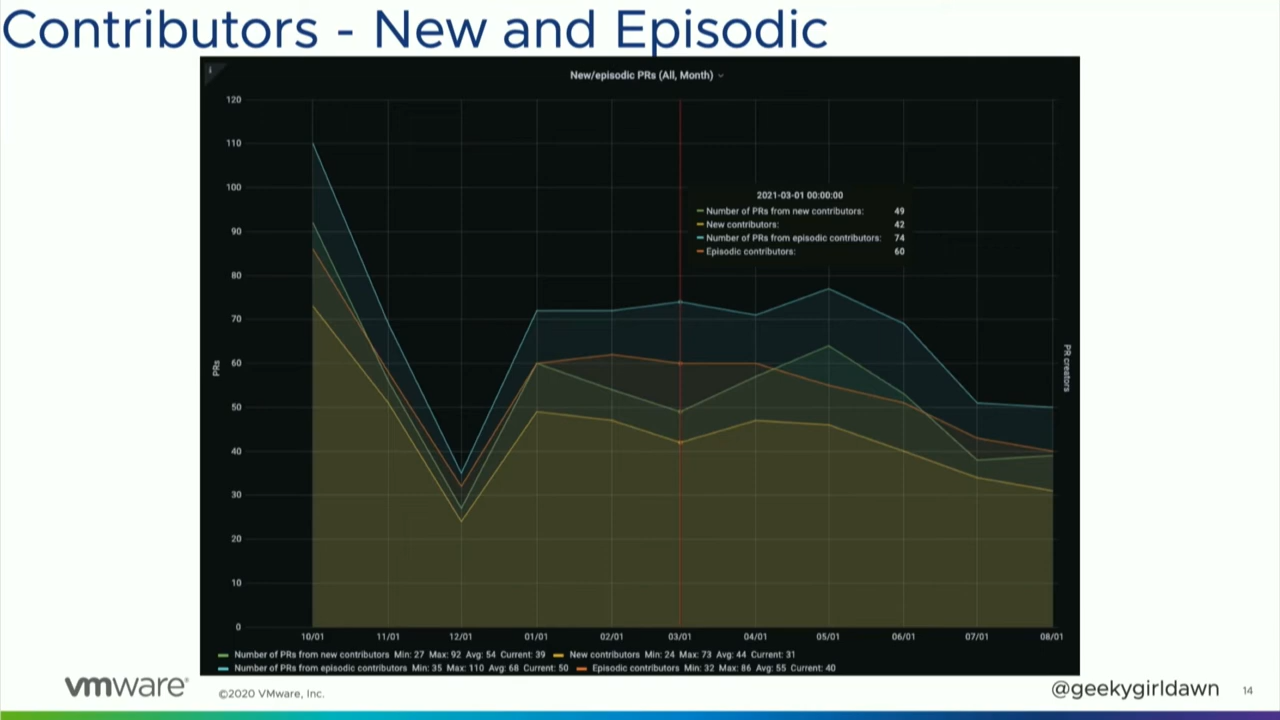 Contributors - New and Episodic
i
New/episodic PRs (All, Month)
120
110
100
90
80
70
60
50
40
30
20
10
0
PRs
PR creators
2021-03-01 00:00:00
Number of PRs from new contributors: 49
New contributors: 42
Number of PRs from episodic contributors: 74
Episodic contributors: 60
10/01 11/01 12/01 01/01 02/01 03/01 04/01 05/01 06/01 07/01 08/01
Number of PRs from new contributors Min: 27 Max: 92 Avg: 54 Current: 39 New contributors Min: 24 Max: 73 Avg: 44 Current: 31
Number of PRs from episodic contributors Min: 35 Max: 110 Avg: 68 Current: 50 Episodic contributors Min: 32 Max: 86 Avg: 55 Current: 40
vmware® ©2020 VMware, Inc. @geekygirldawn 14